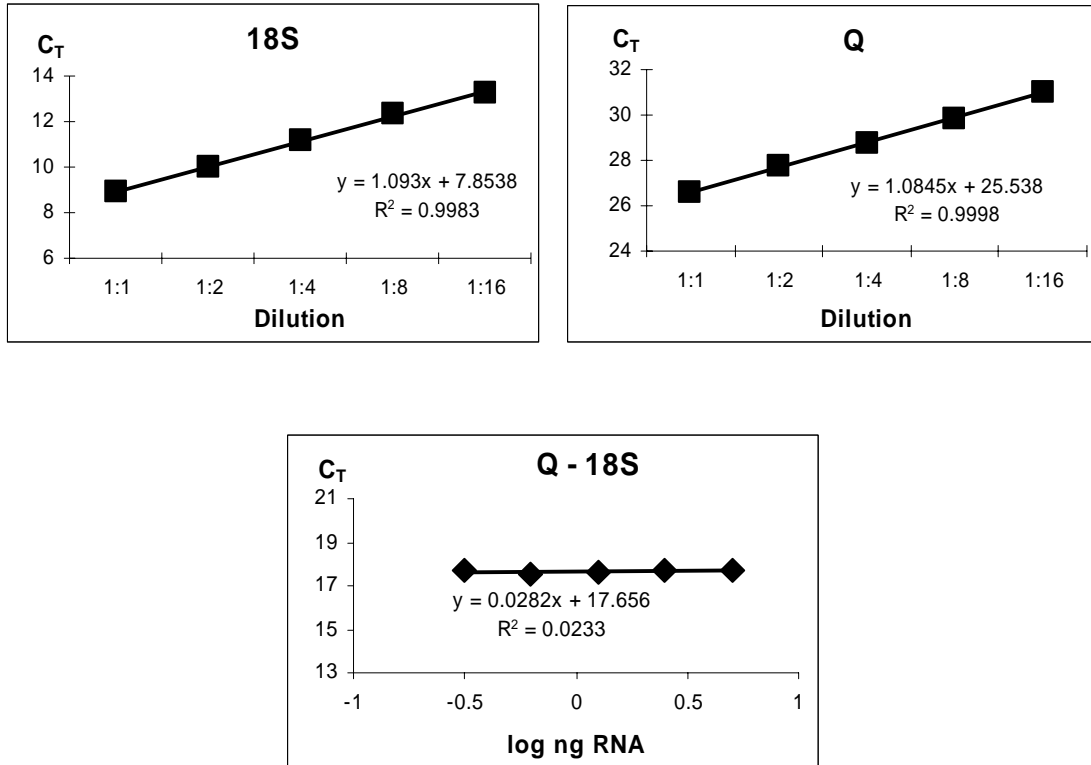 18S
C_T
14
12
10
8
6
y = 1.093x + 7.8538
R² = 0.9983
1:1 1:2 1:4 1:8 1:16
Dilution
Q
C_T
32
30
28
26
24
y = 1.0845x + 25.538
R² = 0.9998
1:1 1:2 1:4 1:8 1:16
Dilution
Q - 18S
C_T
21
19
17
15
13
y = 0.0282x + 17.656
R² = 0.0233
-1 -0.5 0 0.5 1
log ng RNA